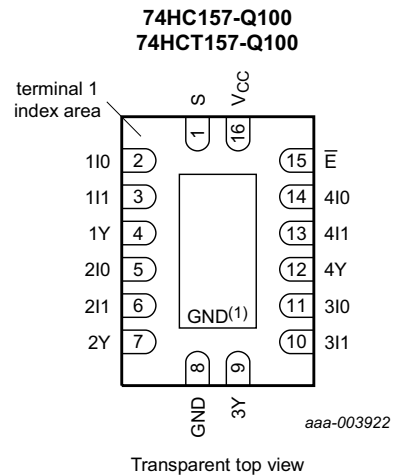 74HC157-Q100
74HCT157-Q100
terminal 1
index area
S
VCC
1
16
1I0 2
15 E̅
1I1 3
14 4I0
1Y 4
13 4I1
2I0 5
12 4Y
2I1 6
11 3I0
2Y 7
10 3I1
GND(1)
8
9
GND
3Y
aaa-003922
Transparent top view